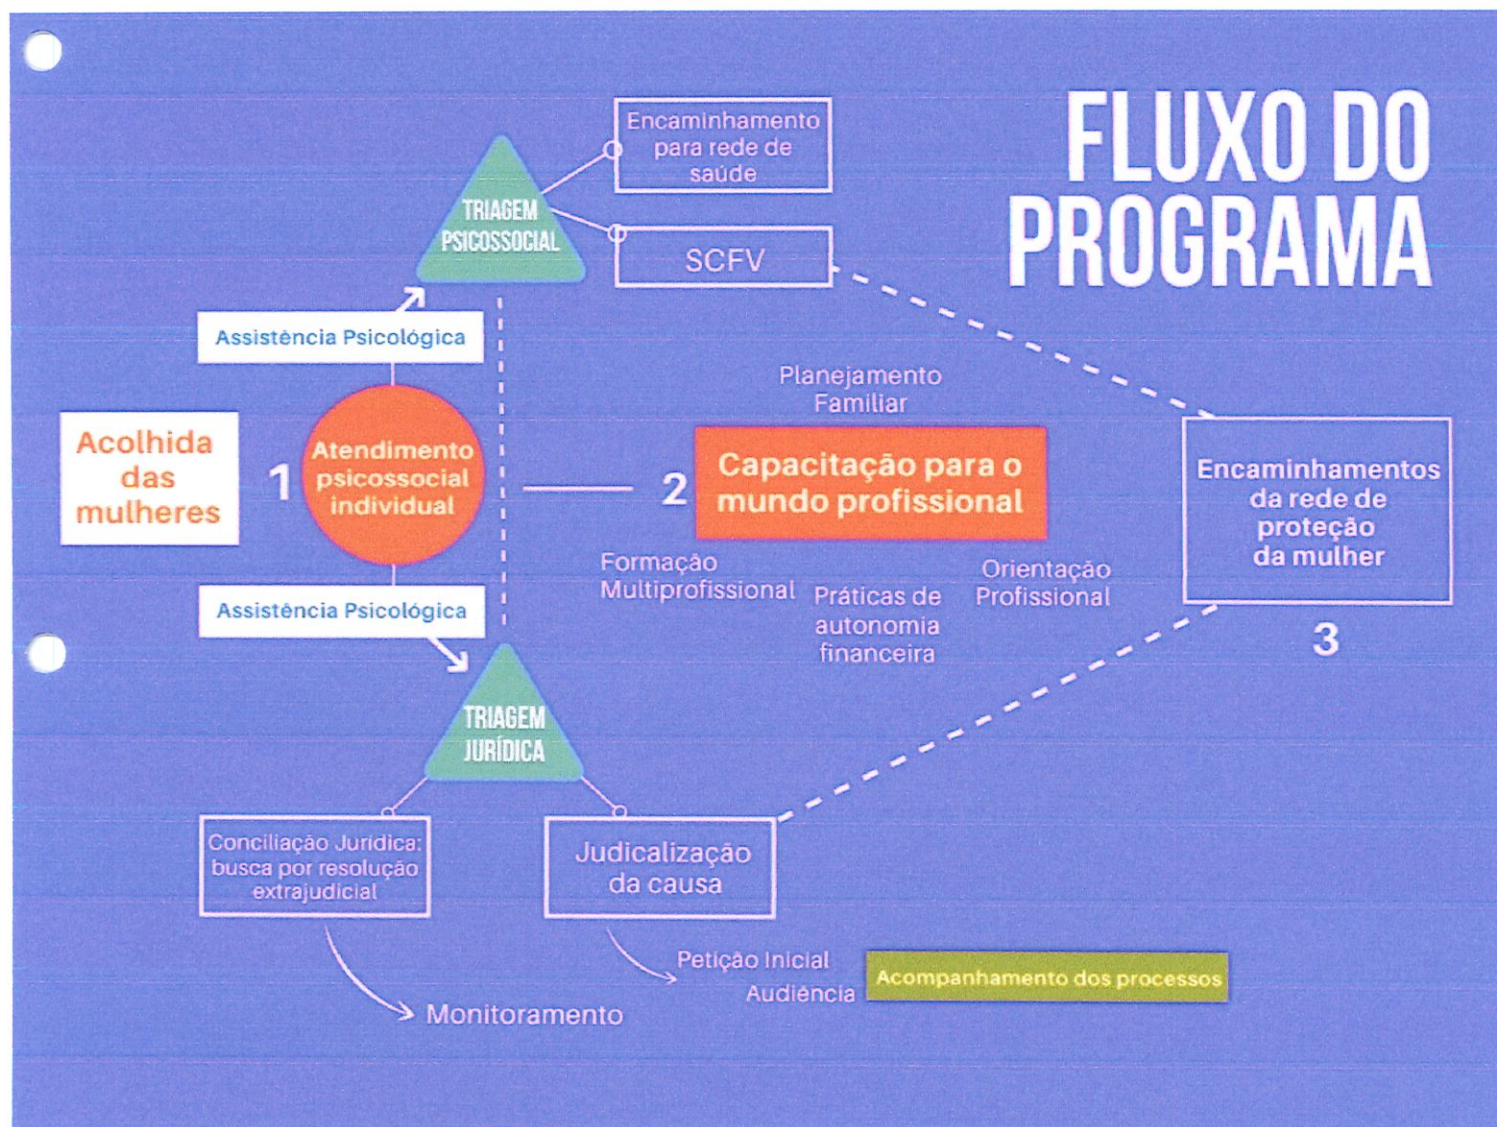 FLUXO DO
PROGRAMA
Encaminhamento
para rede de
saúde
TRIAGEM
PSICOSSOCIAL
SCFV
Assistência Psicológica
Acolhida
das
mulheres
1
Atendimento
psicossocial
individual
Assistência Psicológica
Planejamento
Familiar
2
Capacitação para o
mundo profissional
Formação
Multiprofissional
Práticas de
autonomia
financeira
Orientação
Profissional
Encaminhamentos
da rede de
proteção
da mulher
3
TRIAGEM
JURÍDICA
Conciliação Jurídica:
busca por resolução
extrajudicial
Judicalização
da causa
Monitoramento
Petição Inicial
Audiência
Acompanhamento dos processos